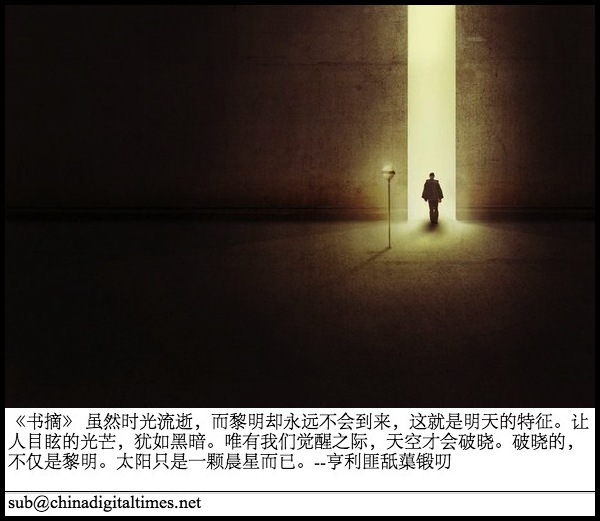 《书摘》 虽然时光流逝，而黎明却永远不会到来，这就是明天的特征。让
人目眩的光芒，犹如黑暗。唯有我们觉醒之际，天空才会破晓。破晓的，
不仅是黎明。太阳只是一颗晨星而已。--亨利匪舐蕖锻叨
sub@chinadigitaltimes.net